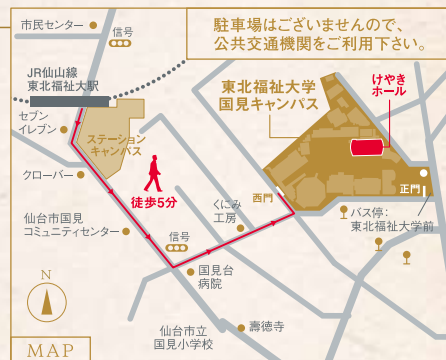 市民センター
信号
駐車場はございませんので、
公共交通機関をご利用下さい。
JR仙山線
東北福祉大駅
東北福祉大学
国見キャンパス
けやき
ホール
セブン
イレブン
ステーション
キャンパス
クローバー
徒歩5分
くにみ
工房
西門
正門
バス停：
東北福祉大学前
仙台市国見
コミュニティセンター
信号
国見台
病院
N
仙台市立
国見小学校
壽徳寺
MAP